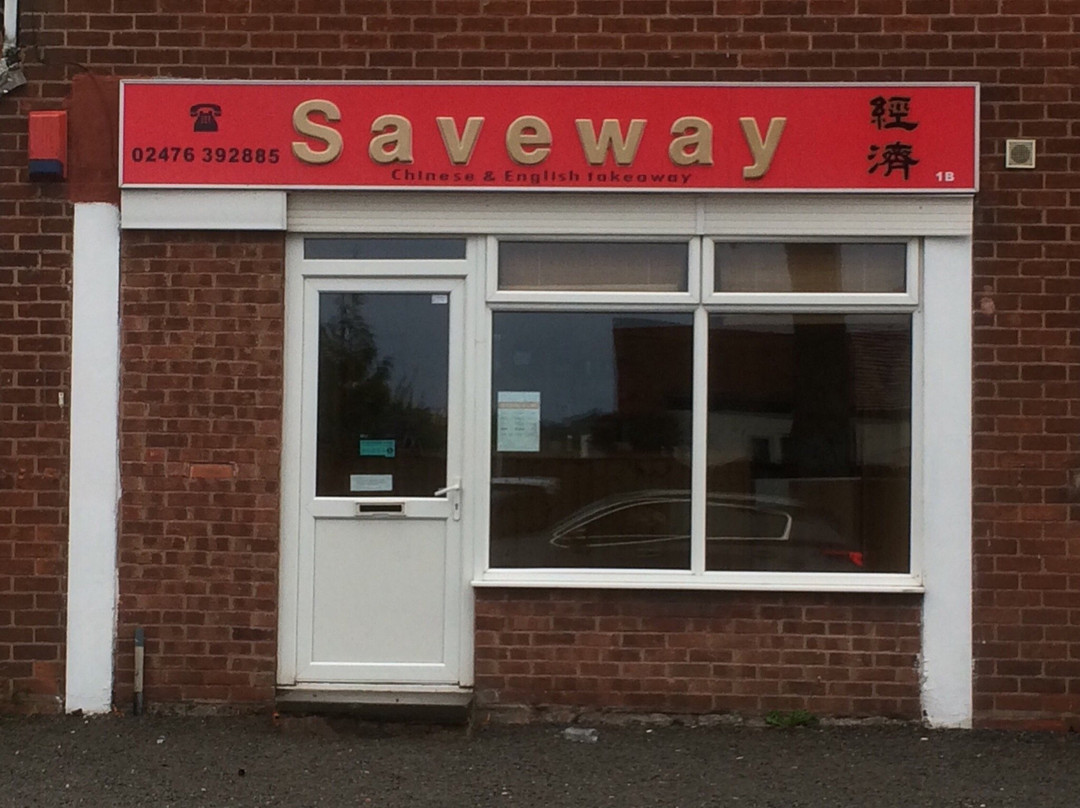 Saveway
02476 392885
Chinese & English takeaway
經
濟
1B